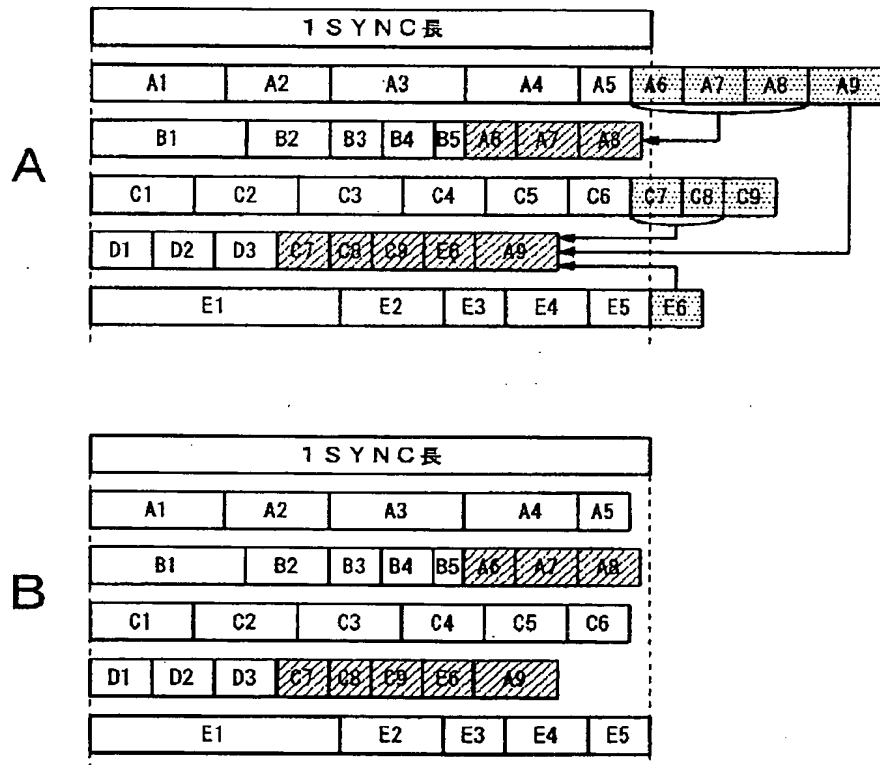 1SYNC長
A1 A2 A3 A4 A5 A6 A7 A8 A9
B1 B2 B3 B4 B5 A6 A7 A8
A
C1 C2 C3 C4 C5 C6 C7 C8 C9
D1 D2 D3 C7 C8 C9 E6 A9
E1 E2 E3 E4 E5 E6
1SYNC長
A1 A2 A3 A4 A5
B1 B2 B3 B4 B5 A6 A7 A8
B
C1 C2 C3 C4 C5 C6
D1 D2 D3 C7 C8 C9 E6 A9
E1 E2 E3 E4 E5